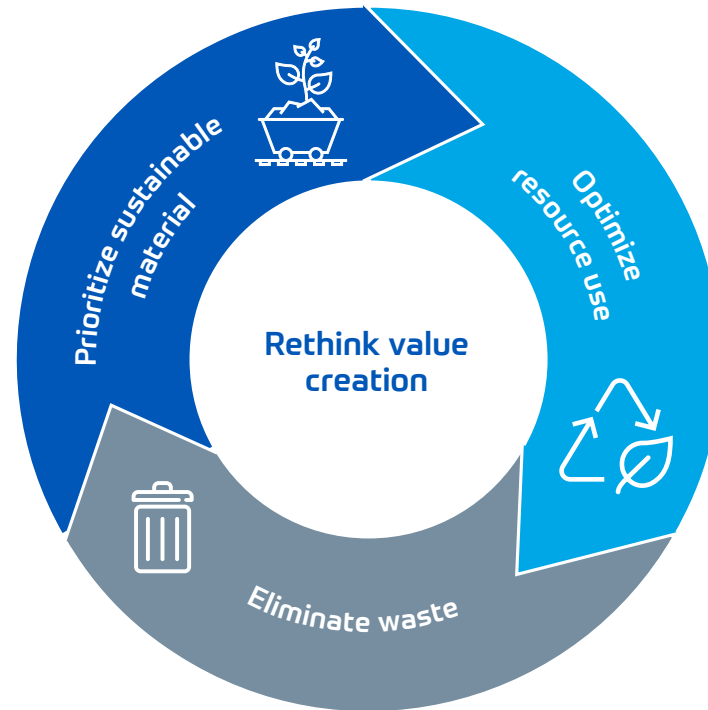 Prioritize sustainable
material
Optimize
resource use
Rethink value
creation
Eliminate waste